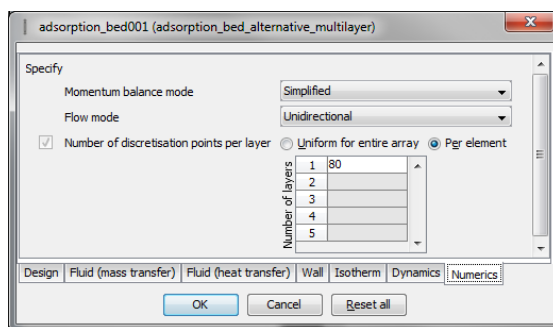 adsorption_bed001 (adsorption_bed_alternative_multilayer)
Specify
Momentum balance mode Simplified
Flow mode Unidirectional
Number of discretisation points per layer Uniform for entire array Per element
Number of layers
1 80
2
3
4
5
Design Fluid (mass transfer) Fluid (heat transfer) Wall Isotherm Dynamics Numerics
OK Cancel Reset all